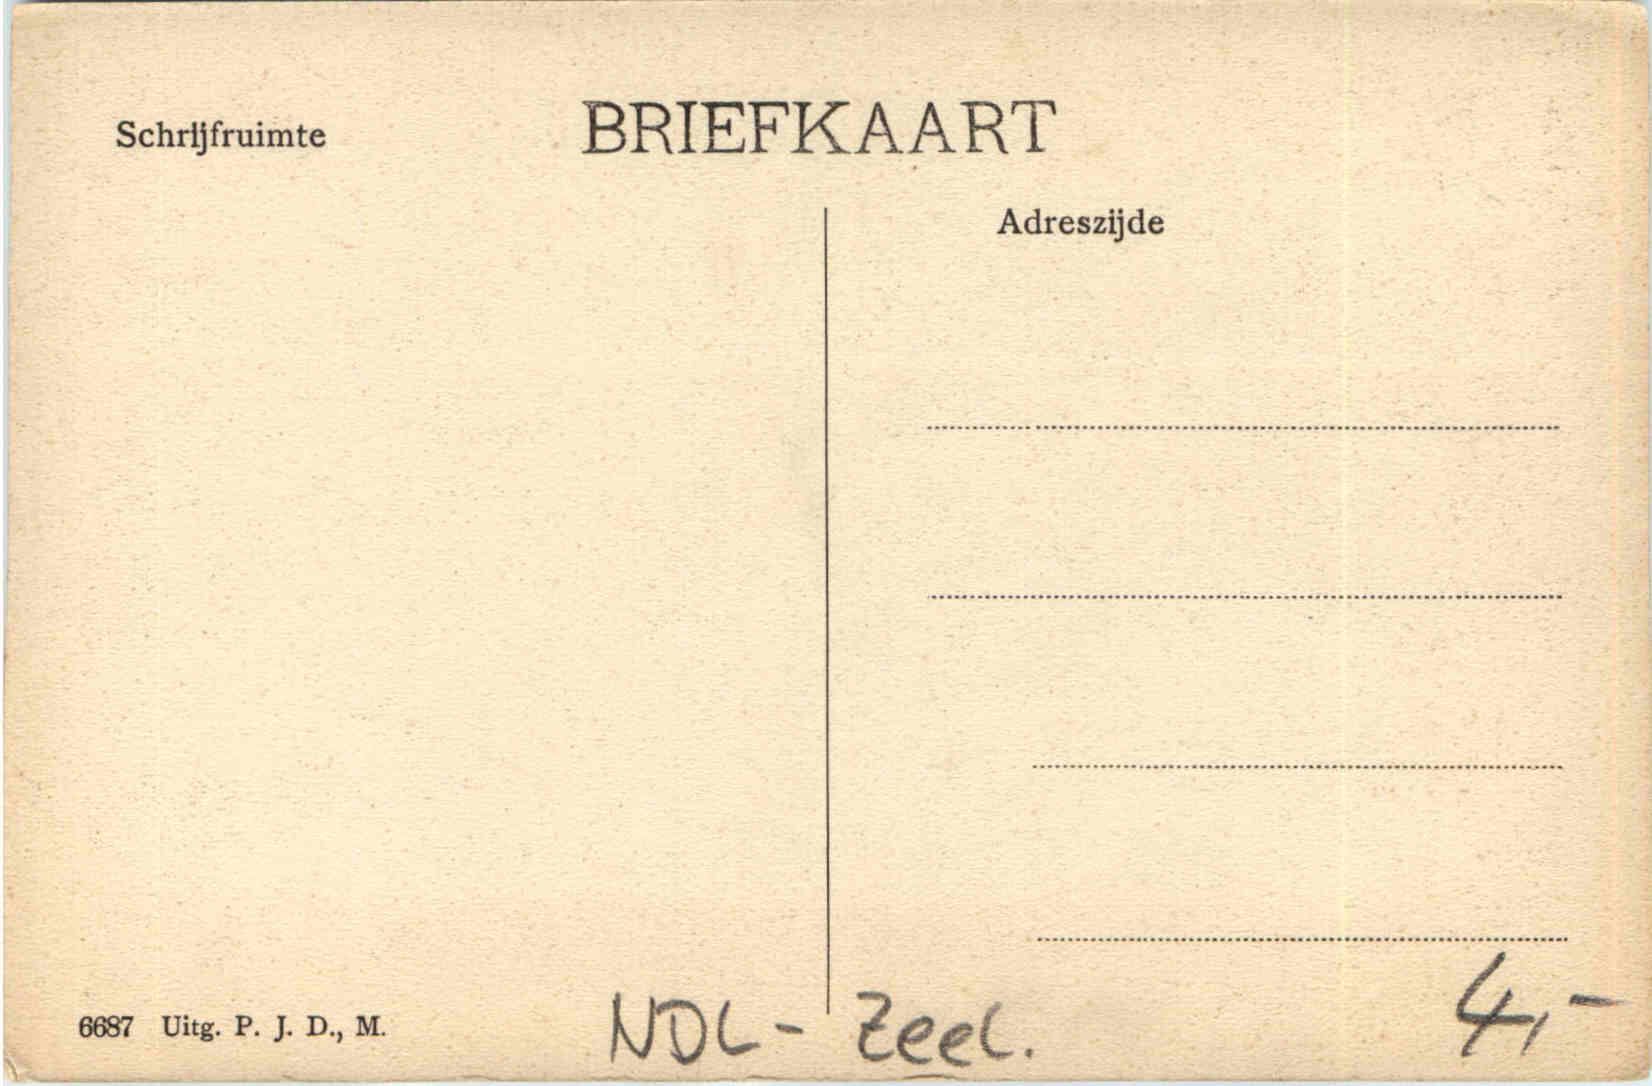 BRIEFKAART
Schrijfruimte
Adreszijde
6687 Uitg. P. J. D., M.
NDL - Zeel.
4,-